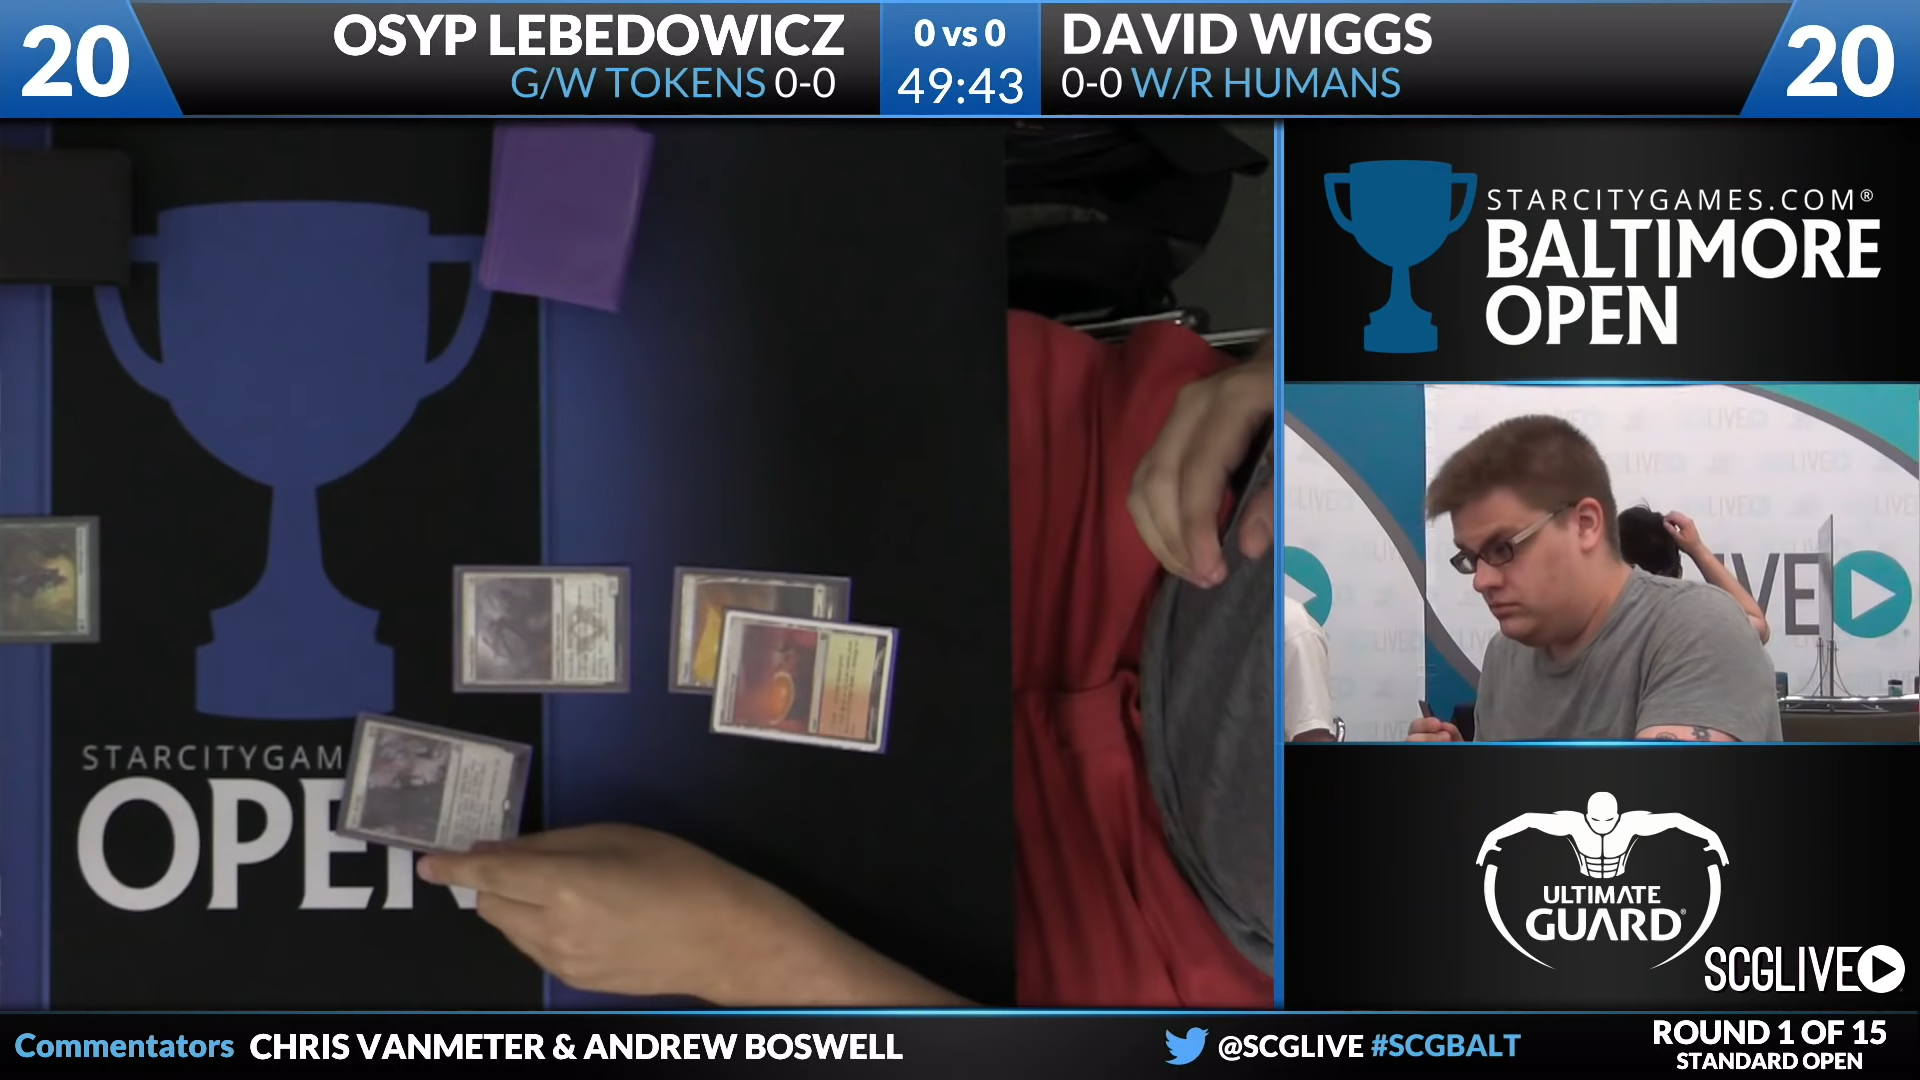 20
OSYP LEBEDOWICZ
G/W TOKENS 0-0
0 vs 0
49:43
DAVID WIGGS
0-0 W/R HUMANS
20
STARCITYGAMES.COM®
BALTIMORE
OPEN
STARCITYGAM
OPEN
LIVE
ULTIMATE
GUARD®
SCGLIVE
Commentators CHRIS VANMETER & ANDREW BOSWELL
@SCGLIVE #SCGBALT
ROUND 1 OF 15
STANDARD OPEN